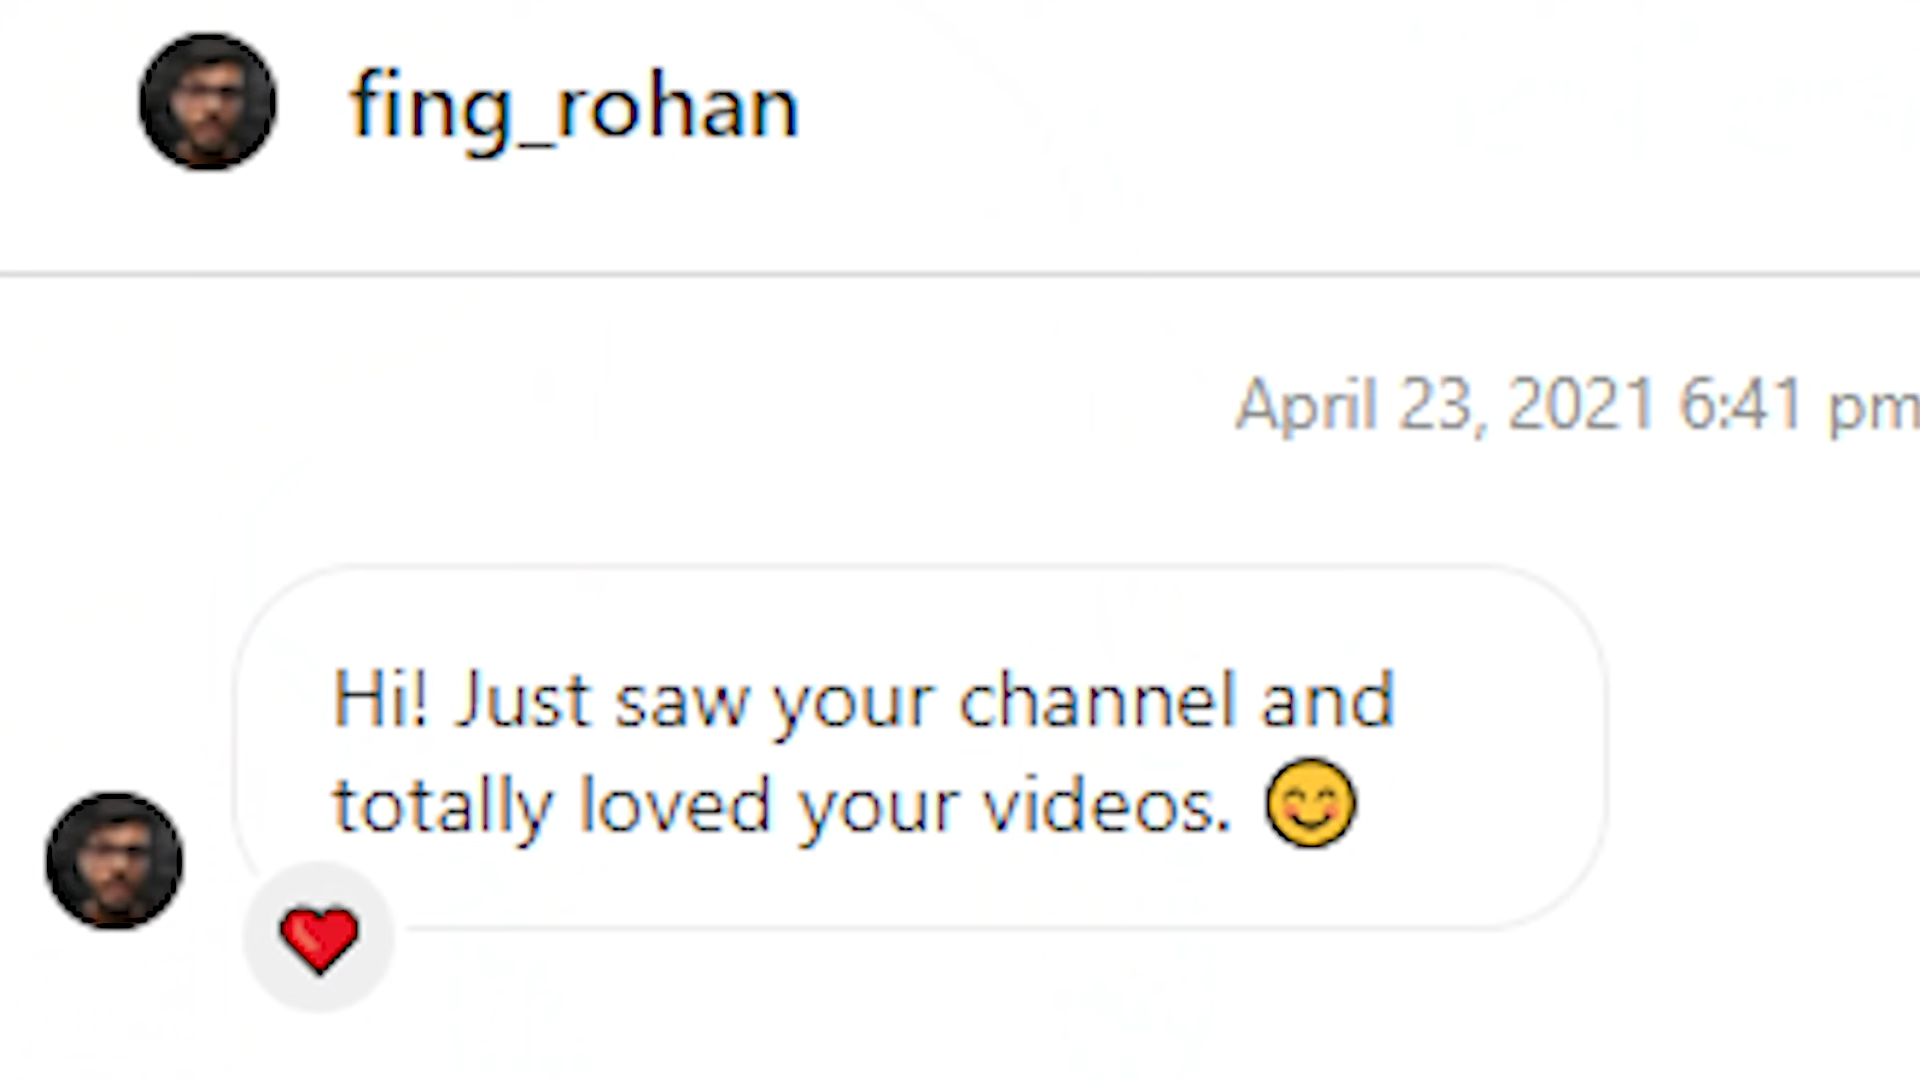 fing_rohan
April 23, 2021 6:41 pm
Hi! Just saw your channel and
totally loved your videos. 😊